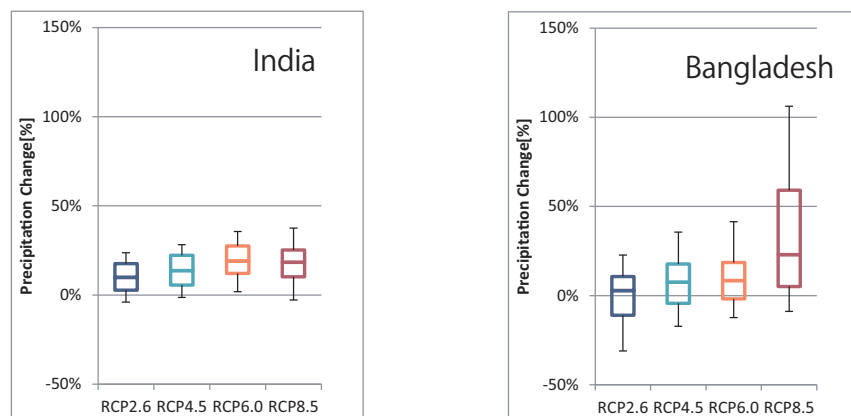 India
Precipitation Change[%]
150%
100%
50%
0%
-50%
RCP2.6 RCP4.5 RCP6.0 RCP8.5
Bangladesh
Precipitation Change[%]
150%
100%
50%
0%
-50%
RCP2.6 RCP4.5 RCP6.0 RCP8.5